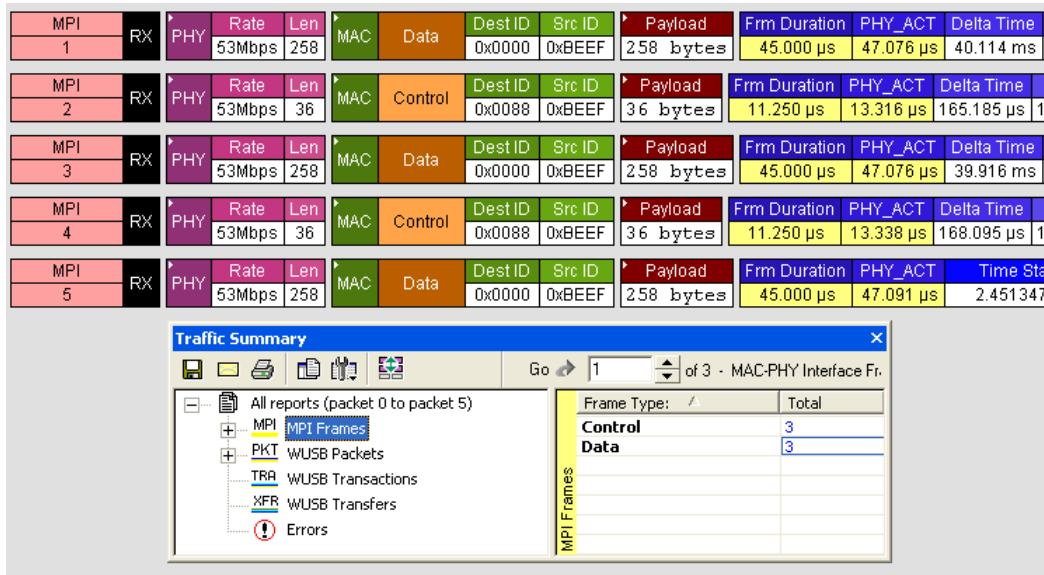 MPI RX PHY Rate Len MAC Data Dest ID Src ID Payload Frm Duration PHY_ACT Delta Time
1 53Mbps 258 0x0000 0xBEEF 258 bytes 45.000 µs 47.076 µs 40.114 ms
MPI RX PHY Rate Len MAC Control Dest ID Src ID Payload Frm Duration PHY_ACT Delta Time
2 53Mbps 36 0x0088 0xBEEF 36 bytes 11.250 µs 13.316 µs 165.185 µs 1
MPI RX PHY Rate Len MAC Data Dest ID Src ID Payload Frm Duration PHY_ACT Delta Time
3 53Mbps 258 0x0000 0xBEEF 258 bytes 45.000 µs 47.076 µs 39.916 ms
MPI RX PHY Rate Len MAC Control Dest ID Src ID Payload Frm Duration PHY_ACT Delta Time
4 53Mbps 36 0x0088 0xBEEF 36 bytes 11.250 µs 13.338 µs 168.095 µs 1
MPI RX PHY Rate Len MAC Data Dest ID Src ID Payload Frm Duration PHY_ACT Time Sta
5 53Mbps 258 0x0000 0xBEEF 258 bytes 45.000 µs 47.091 µs 2.451347
Traffic Summary
Go 1 of 3 - MAC-PHY Interface Fr
All reports (packet 0 to packet 5)
MPI MPI Frames
PKT WUSB Packets
TRA WUSB Transactions
XFR WUSB Transfers
Errors
MPI Frames
Frame Type: Total
Control 3
Data 3